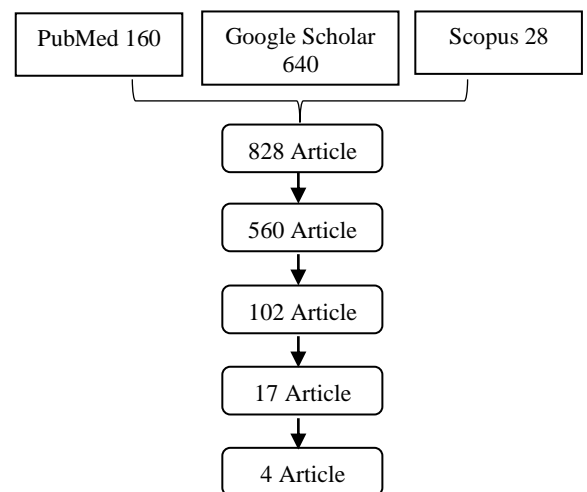 PubMed 160
Google Scholar
640
Scopus 28
828 Article
560 Article
102 Article
17 Article
4 Article